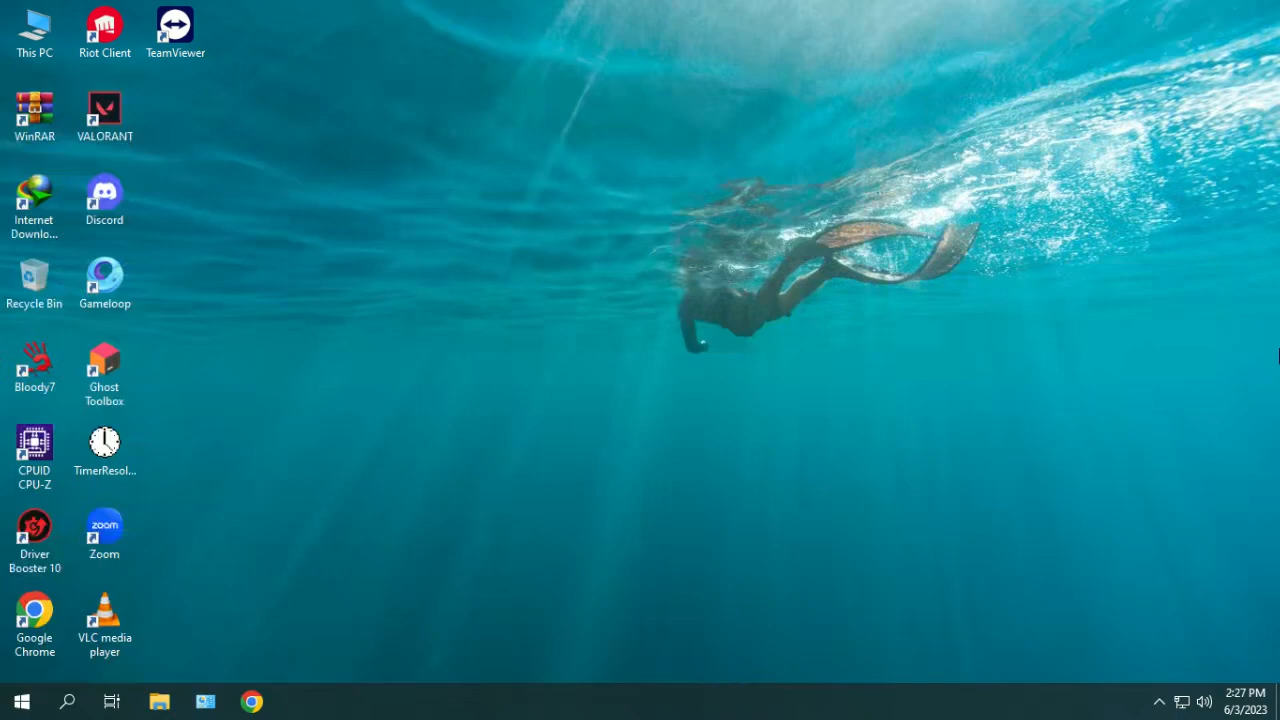 This PC
Riot Client
TeamViewer
WinRAR
VALORANT
Internet
Downlo...
Discord
Recycle Bin
Gameloop
Bloody7
Ghost
Toolbox
CPUID
CPU-Z
TimerResol...
Driver
Booster 10
zoom
Zoom
Google
Chrome
VLC media
player
2:27 PM
6/3/2023